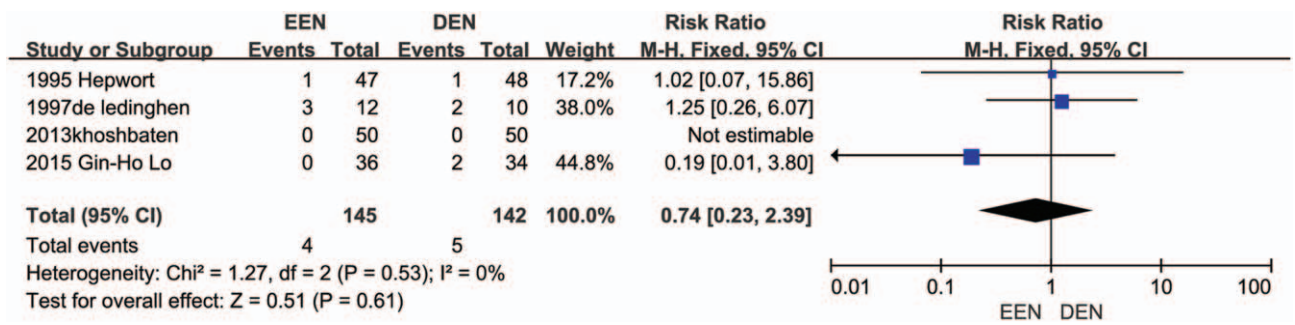 EEN DEN Risk Ratio Risk Ratio
Study or Subgroup Events Total Events Total Weight M-H, Fixed, 95% CI M-H, Fixed, 95% CI
1995 Hepwort 1 47 1 48 17.2% 1.02 [0.07, 15.86]
1997de ledinghen 3 12 2 10 38.0% 1.25 [0.26, 6.07]
2013khoshbaten 0 50 0 50 Not estimable
2015 Gin-Ho Lo 0 36 2 34 44.8% 0.19 [0.01, 3.80]
Total (95% CI) 145 142 100.0% 0.74 [0.23, 2.39]
Total events 4 5
Heterogeneity: Chi² = 1.27, df = 2 (P = 0.53); I² = 0%
Test for overall effect: Z = 0.51 (P = 0.61)
0.01 0.1 1 10 100
EEN DEN